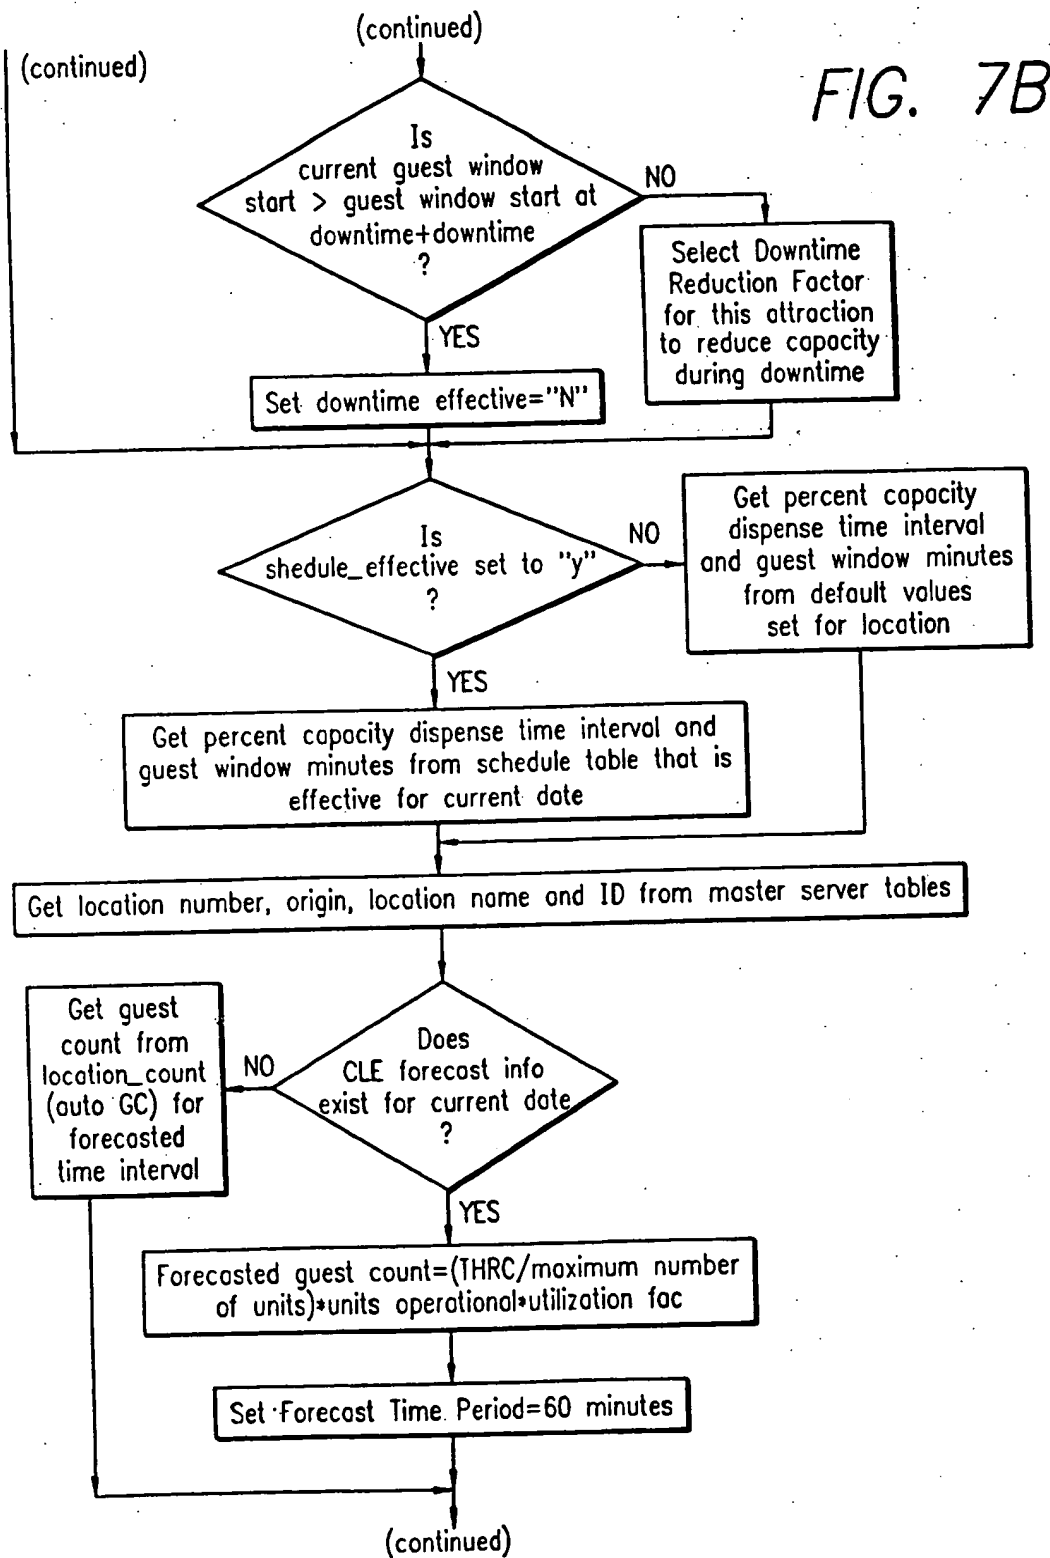 (continued)
(continued)
FIG. 7B
Is
current guest window
start > guest window start at
downtime+downtime
?
NO
Select Downtime
Reduction Factor
for this attraction
to reduce capacity
during downtime
YES
Set downtime effective="N"
Is
shedule_effective set to "y"
?
NO
Get percent capacity
dispense time interval
and guest window minutes
from default values
set for location
YES
Get percent capacity dispense time interval and
guest window minutes from schedule table that is
effective for current date
Get location number, origin, location name and ID from master server tables
Does
CLE forecast info
exist for current date
?
NO
Get guest
count from
location_count
(auto GC) for
forecasted
time interval
YES
Forecasted guest count=(THRC/maximum number
of units)*units operational*utilization fac
Set Forecast Time Period=60 minutes
(continued)